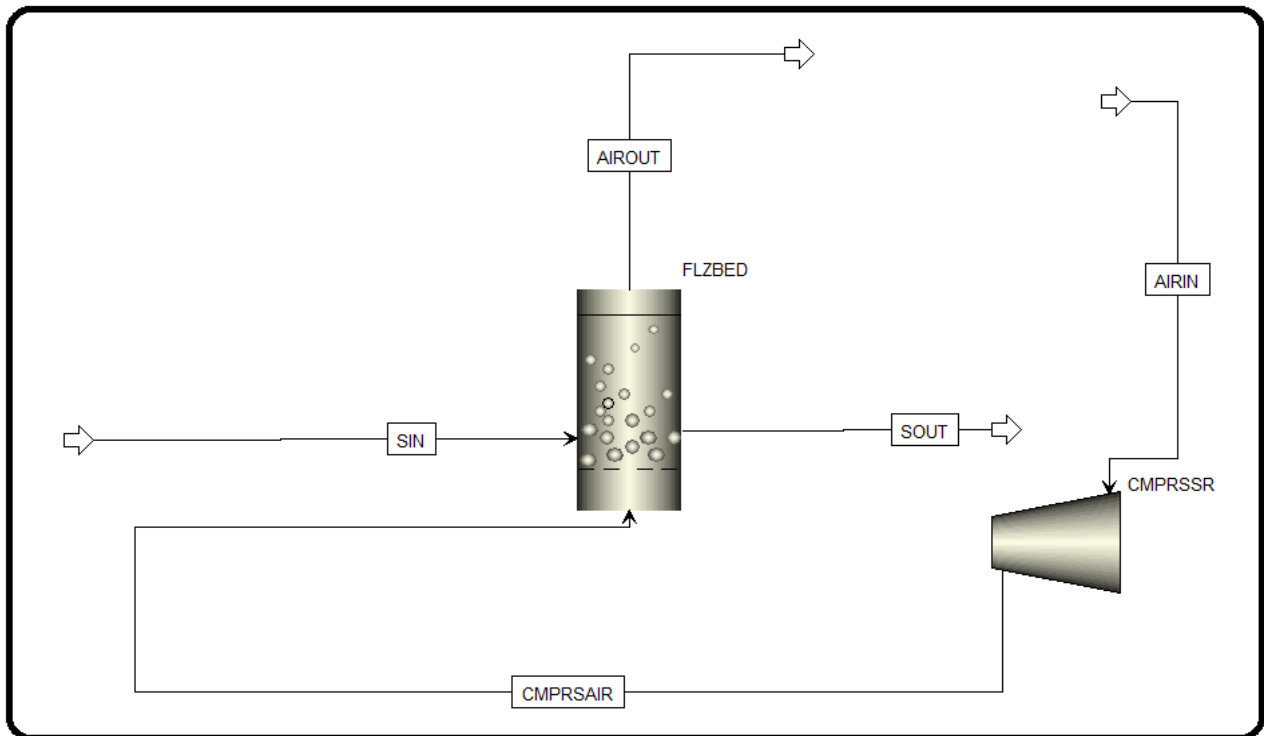 AIROUT
FLZBED
AIRIN
SIN
SOUT
CMPRSSR
CMPRSAIR